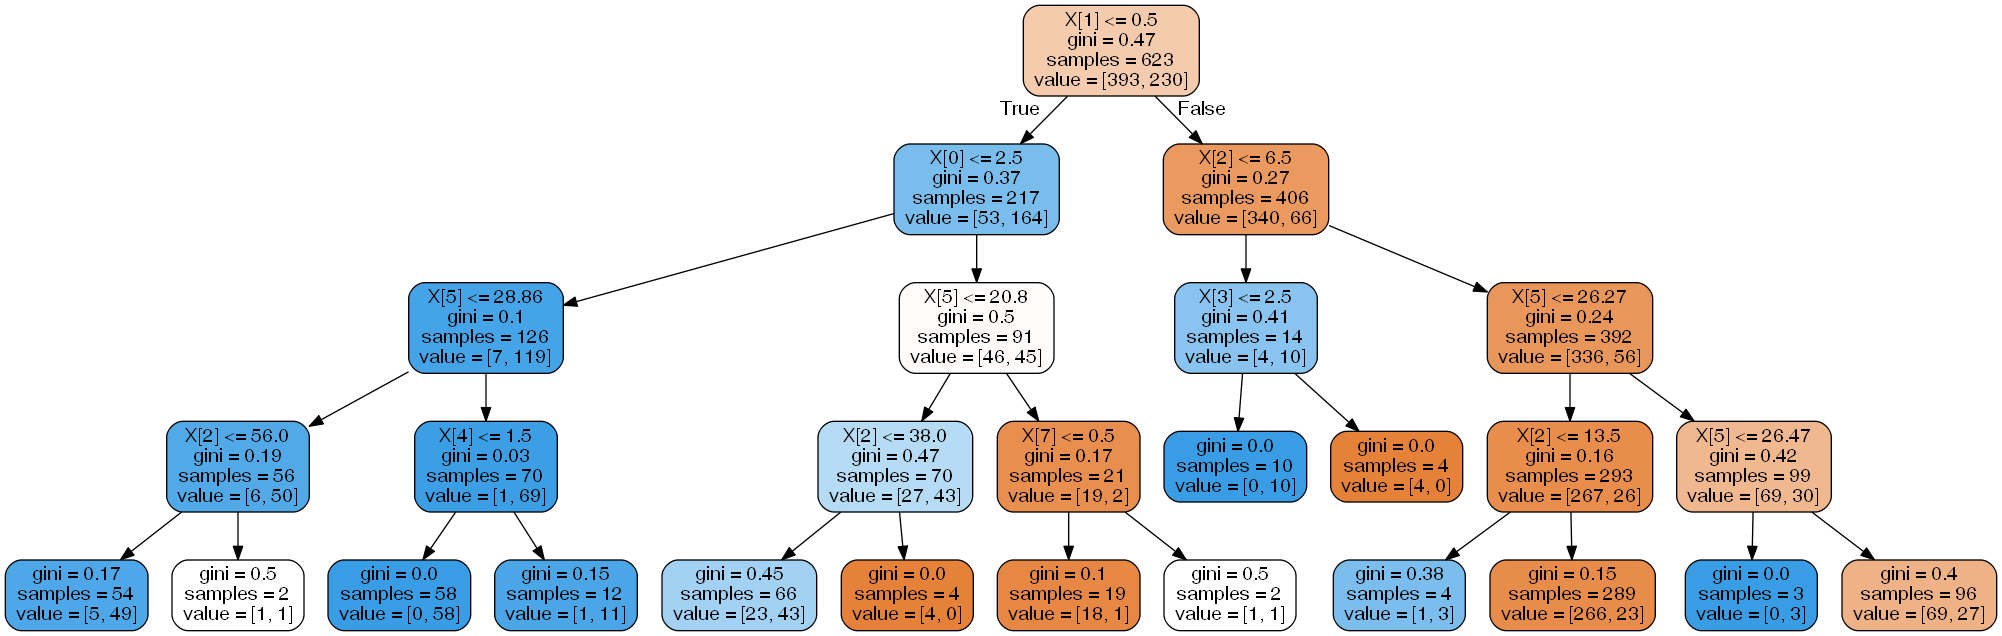 X[1] <= 0.5
gini = 0.47
samples = 623
value = [393, 230]
True
False
X[0] <= 2.5
gini = 0.37
samples = 217
value = [53, 164]
X[2] <= 6.5
gini = 0.27
samples = 406
value = [340, 66]
X[5] <= 28.86
gini = 0.1
samples = 126
value = [7, 119]
X[5] <= 20.8
gini = 0.5
samples = 91
value = [46, 45]
X[3] <= 2.5
gini = 0.41
samples = 14
value = [4, 10]
X[5] <= 26.27
gini = 0.24
samples = 392
value = [336, 56]
X[2] <= 56.0
gini = 0.19
samples = 56
value = [6, 50]
X[4] <= 1.5
gini = 0.03
samples = 70
value = [1, 69]
X[2] <= 38.0
gini = 0.47
samples = 70
value = [27, 43]
X[7] <= 0.5
gini = 0.17
samples = 21
value = [19, 2]
gini = 0.0
samples = 10
value = [0, 10]
gini = 0.0
samples = 4
value = [4, 0]
X[2] <= 13.5
gini = 0.16
samples = 293
value = [267, 26]
X[5] <= 26.47
gini = 0.42
samples = 99
value = [69, 30]
gini = 0.17
samples = 54
value = [5, 49]
gini = 0.5
samples = 2
value = [1, 1]
gini = 0.0
samples = 58
value = [0, 58]
gini = 0.15
samples = 12
value = [1, 11]
gini = 0.45
samples = 66
value = [23, 43]
gini = 0.0
samples = 4
value = [4, 0]
gini = 0.1
samples = 19
value = [18, 1]
gini = 0.5
samples = 2
value = [1, 1]
gini = 0.38
samples = 4
value = [1, 3]
gini = 0.15
samples = 289
value = [266, 23]
gini = 0.0
samples = 3
value = [0, 3]
gini = 0.4
samples = 96
value = [69, 27]